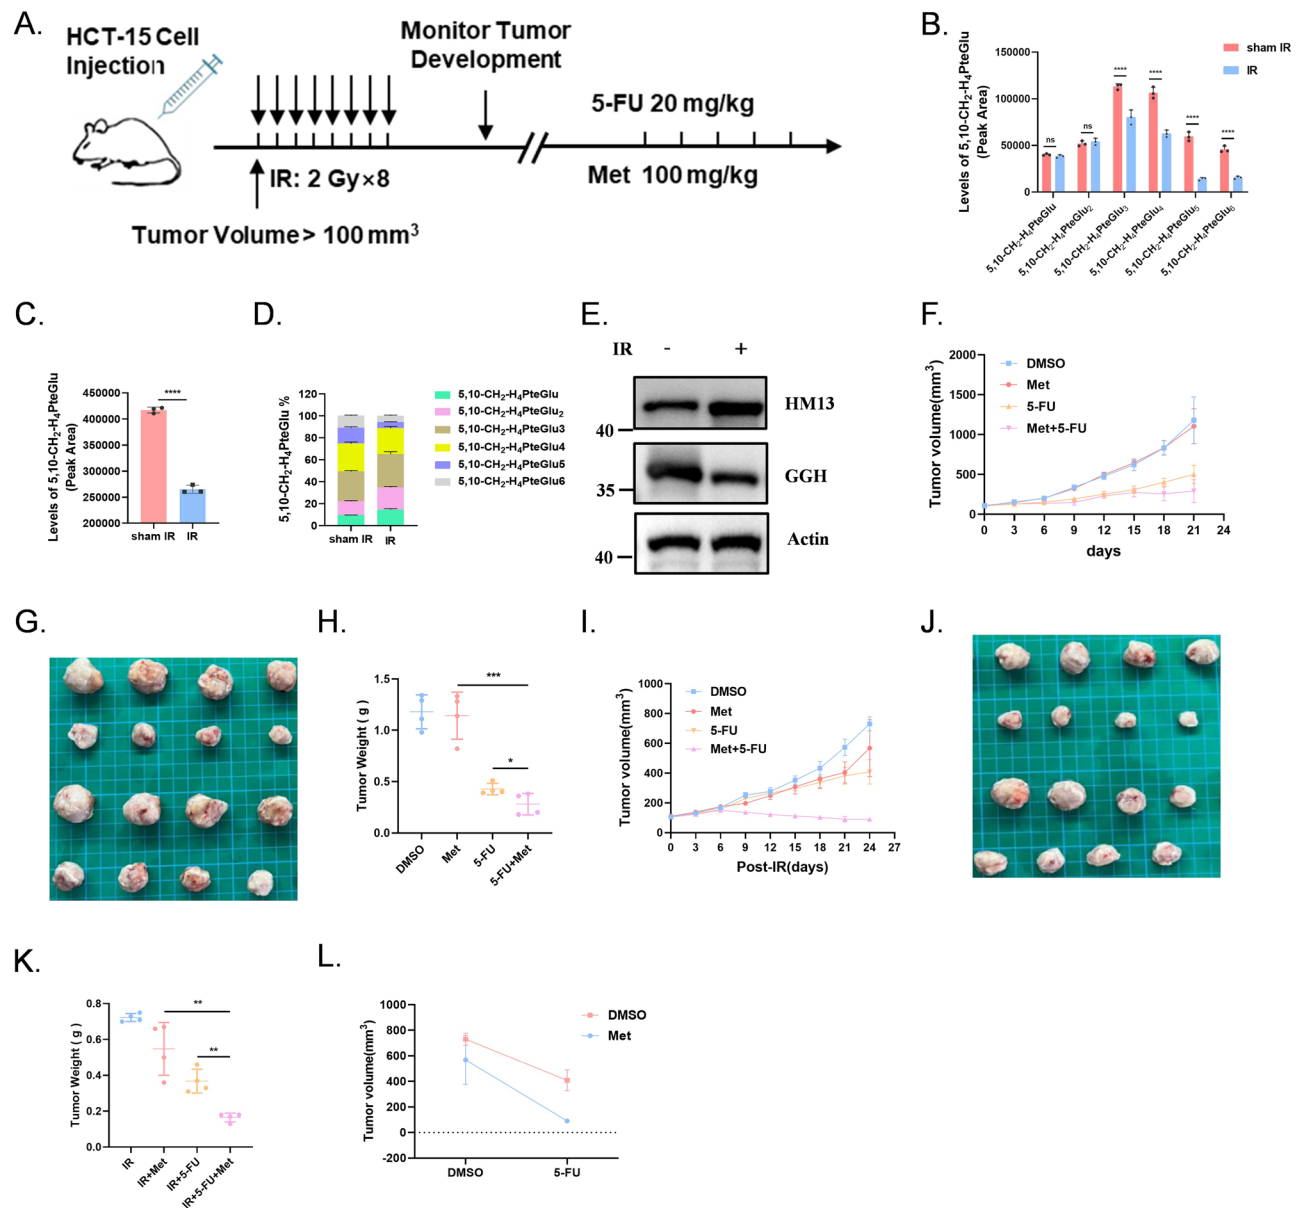 A.
HCT-15 Cell
Injection
Monitor Tumor
Development
5-FU 20 mg/kg
IR: 2 Gy×8
Met 100 mg/kg
Tumor Volume> 100 mm³
B.
Levels of 5,10-CH₂-H₄PteGlu
(Peak Area)
150000
100000
50000
0
ns
ns
****
****
****
****
sham IR
IR
5,10-CH₂-H₄PteGlu
5,10-CH₂-H₄PteGlu₂
5,10-CH₂-H₄PteGlu₃
5,10-CH₂-H₄PteGlu₄
5,10-CH₂-H₄PteGlu₅
5,10-CH₂-H₄PteGlu₆
C.
Levels of 5,10-CH₂-H₄PteGlu
(Peak Area)
450000
400000
350000
300000
250000
200000
****
sham IR
IR
D.
5,10-CH₂-H₄PteGlu %
120
100
80
60
40
20
0
sham IR
IR
5,10-CH₂-H₄PteGlu
5,10-CH₂-H₄PteGlu₂
5,10-CH₂-H₄PteGlu3
5,10-CH₂-H₄PteGlu4
5,10-CH₂-H₄PteGlu5
5,10-CH₂-H₄PteGlu6
E.
IR - +
HM13
40
GGH
35
Actin
40
F.
Tumor volume(mm³)
2000
1500
1000
500
0
DMSO
Met
5-FU
Met+5-FU
0 3 6 9 12 15 18 21 24
days
G.
H.
Tumor Weight ( g )
1.5
1.0
0.5
0.0
***
*
DMSO
Met
5-FU
5-FU+Met
I.
Tumor volume(mm³)
1000
800
600
400
200
0
DMSO
Met
5-FU
Met+5-FU
0 3 6 9 12 15 18 21 24 27
Post-IR(days)
J.
K.
Tumor Weight ( g )
0.8
0.6
0.4
0.2
0.0
**
**
IR
IR+Met
IR+5-FU
IR+5-FU+Met
L.
Tumor volume(mm³)
1000
800
600
400
200
0
-200
DMSO
Met
DMSO
5-FU